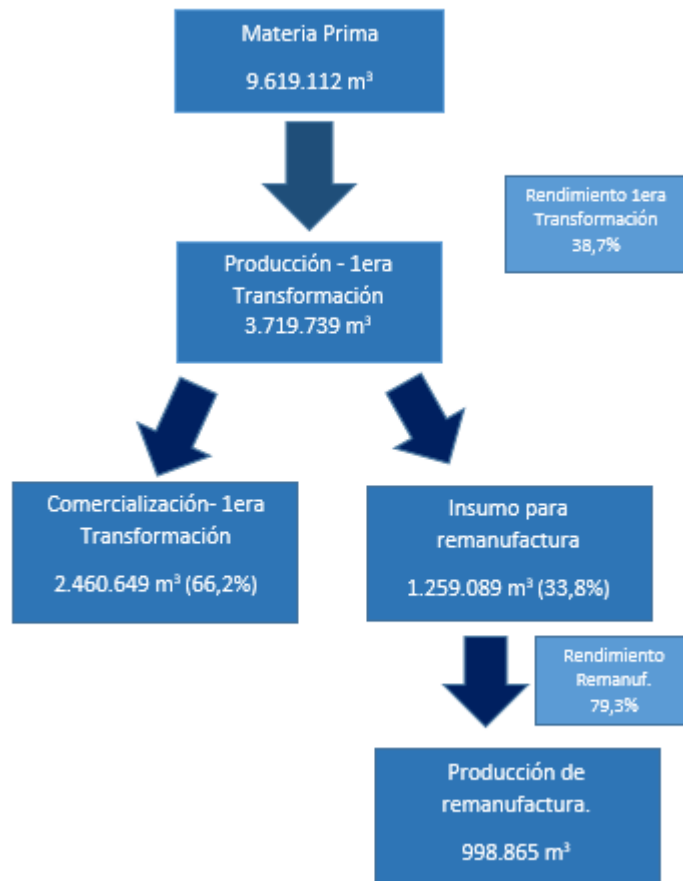 Materia Prima
9.619.112 m³
Rendimiento 1era
Transformación
38,7%
Producción - 1era
Transformación
3.719.739 m³
Comercialización- 1era
Transformación
2.460.649 m³ (66,2%)
Insumo para
remanufactura
1.259.089 m³ (33,8%)
Rendimiento
Remanuf.
79,3%
Producción de
remanufactura.
998.865 m³